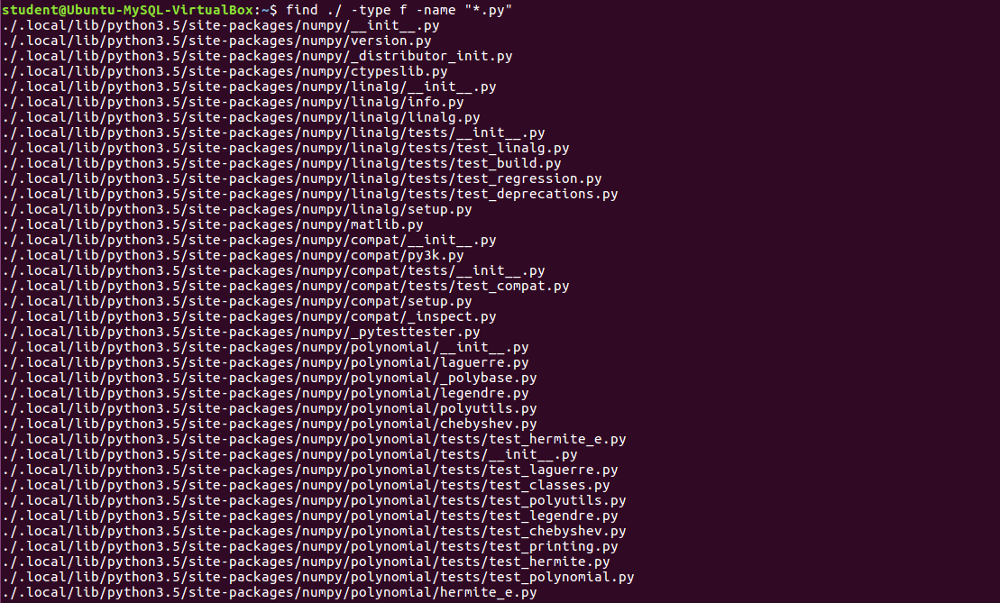 student@Ubuntu-MySQL-VirtualBox:~$ find ./ -type f -name "*.py"
./.local/lib/python3.5/site-packages/numpy/__init__.py
./.local/lib/python3.5/site-packages/numpy/version.py
./.local/lib/python3.5/site-packages/numpy/_distributor_init.py
./.local/lib/python3.5/site-packages/numpy/ctypeslib.py
./.local/lib/python3.5/site-packages/numpy/linalg/__init__.py
./.local/lib/python3.5/site-packages/numpy/linalg/info.py
./.local/lib/python3.5/site-packages/numpy/linalg/linalg.py
./.local/lib/python3.5/site-packages/numpy/linalg/tests/__init__.py
./.local/lib/python3.5/site-packages/numpy/linalg/tests/test_linalg.py
./.local/lib/python3.5/site-packages/numpy/linalg/tests/test_build.py
./.local/lib/python3.5/site-packages/numpy/linalg/tests/test_regression.py
./.local/lib/python3.5/site-packages/numpy/linalg/tests/test_deprecations.py
./.local/lib/python3.5/site-packages/numpy/linalg/setup.py
./.local/lib/python3.5/site-packages/numpy/matlib.py
./.local/lib/python3.5/site-packages/numpy/compat/__init__.py
./.local/lib/python3.5/site-packages/numpy/compat/py3k.py
./.local/lib/python3.5/site-packages/numpy/compat/tests/__init__.py
./.local/lib/python3.5/site-packages/numpy/compat/tests/test_compat.py
./.local/lib/python3.5/site-packages/numpy/compat/setup.py
./.local/lib/python3.5/site-packages/numpy/compat/_inspect.py
./.local/lib/python3.5/site-packages/numpy/_pytesttester.py
./.local/lib/python3.5/site-packages/numpy/polynomial/__init__.py
./.local/lib/python3.5/site-packages/numpy/polynomial/laguerre.py
./.local/lib/python3.5/site-packages/numpy/polynomial/_polybase.py
./.local/lib/python3.5/site-packages/numpy/polynomial/legendre.py
./.local/lib/python3.5/site-packages/numpy/polynomial/polyutils.py
./.local/lib/python3.5/site-packages/numpy/polynomial/chebyshev.py
./.local/lib/python3.5/site-packages/numpy/polynomial/tests/test_hermite_e.py
./.local/lib/python3.5/site-packages/numpy/polynomial/tests/__init__.py
./.local/lib/python3.5/site-packages/numpy/polynomial/tests/test_laguerre.py
./.local/lib/python3.5/site-packages/numpy/polynomial/tests/test_classes.py
./.local/lib/python3.5/site-packages/numpy/polynomial/tests/test_polyutils.py
./.local/lib/python3.5/site-packages/numpy/polynomial/tests/test_legendre.py
./.local/lib/python3.5/site-packages/numpy/polynomial/tests/test_chebyshev.py
./.local/lib/python3.5/site-packages/numpy/polynomial/tests/test_printing.py
./.local/lib/python3.5/site-packages/numpy/polynomial/tests/test_hermite.py
./.local/lib/python3.5/site-packages/numpy/polynomial/tests/test_polynomial.py
./.local/lib/python3.5/site-packages/numpy/polynomial/hermite_e.py